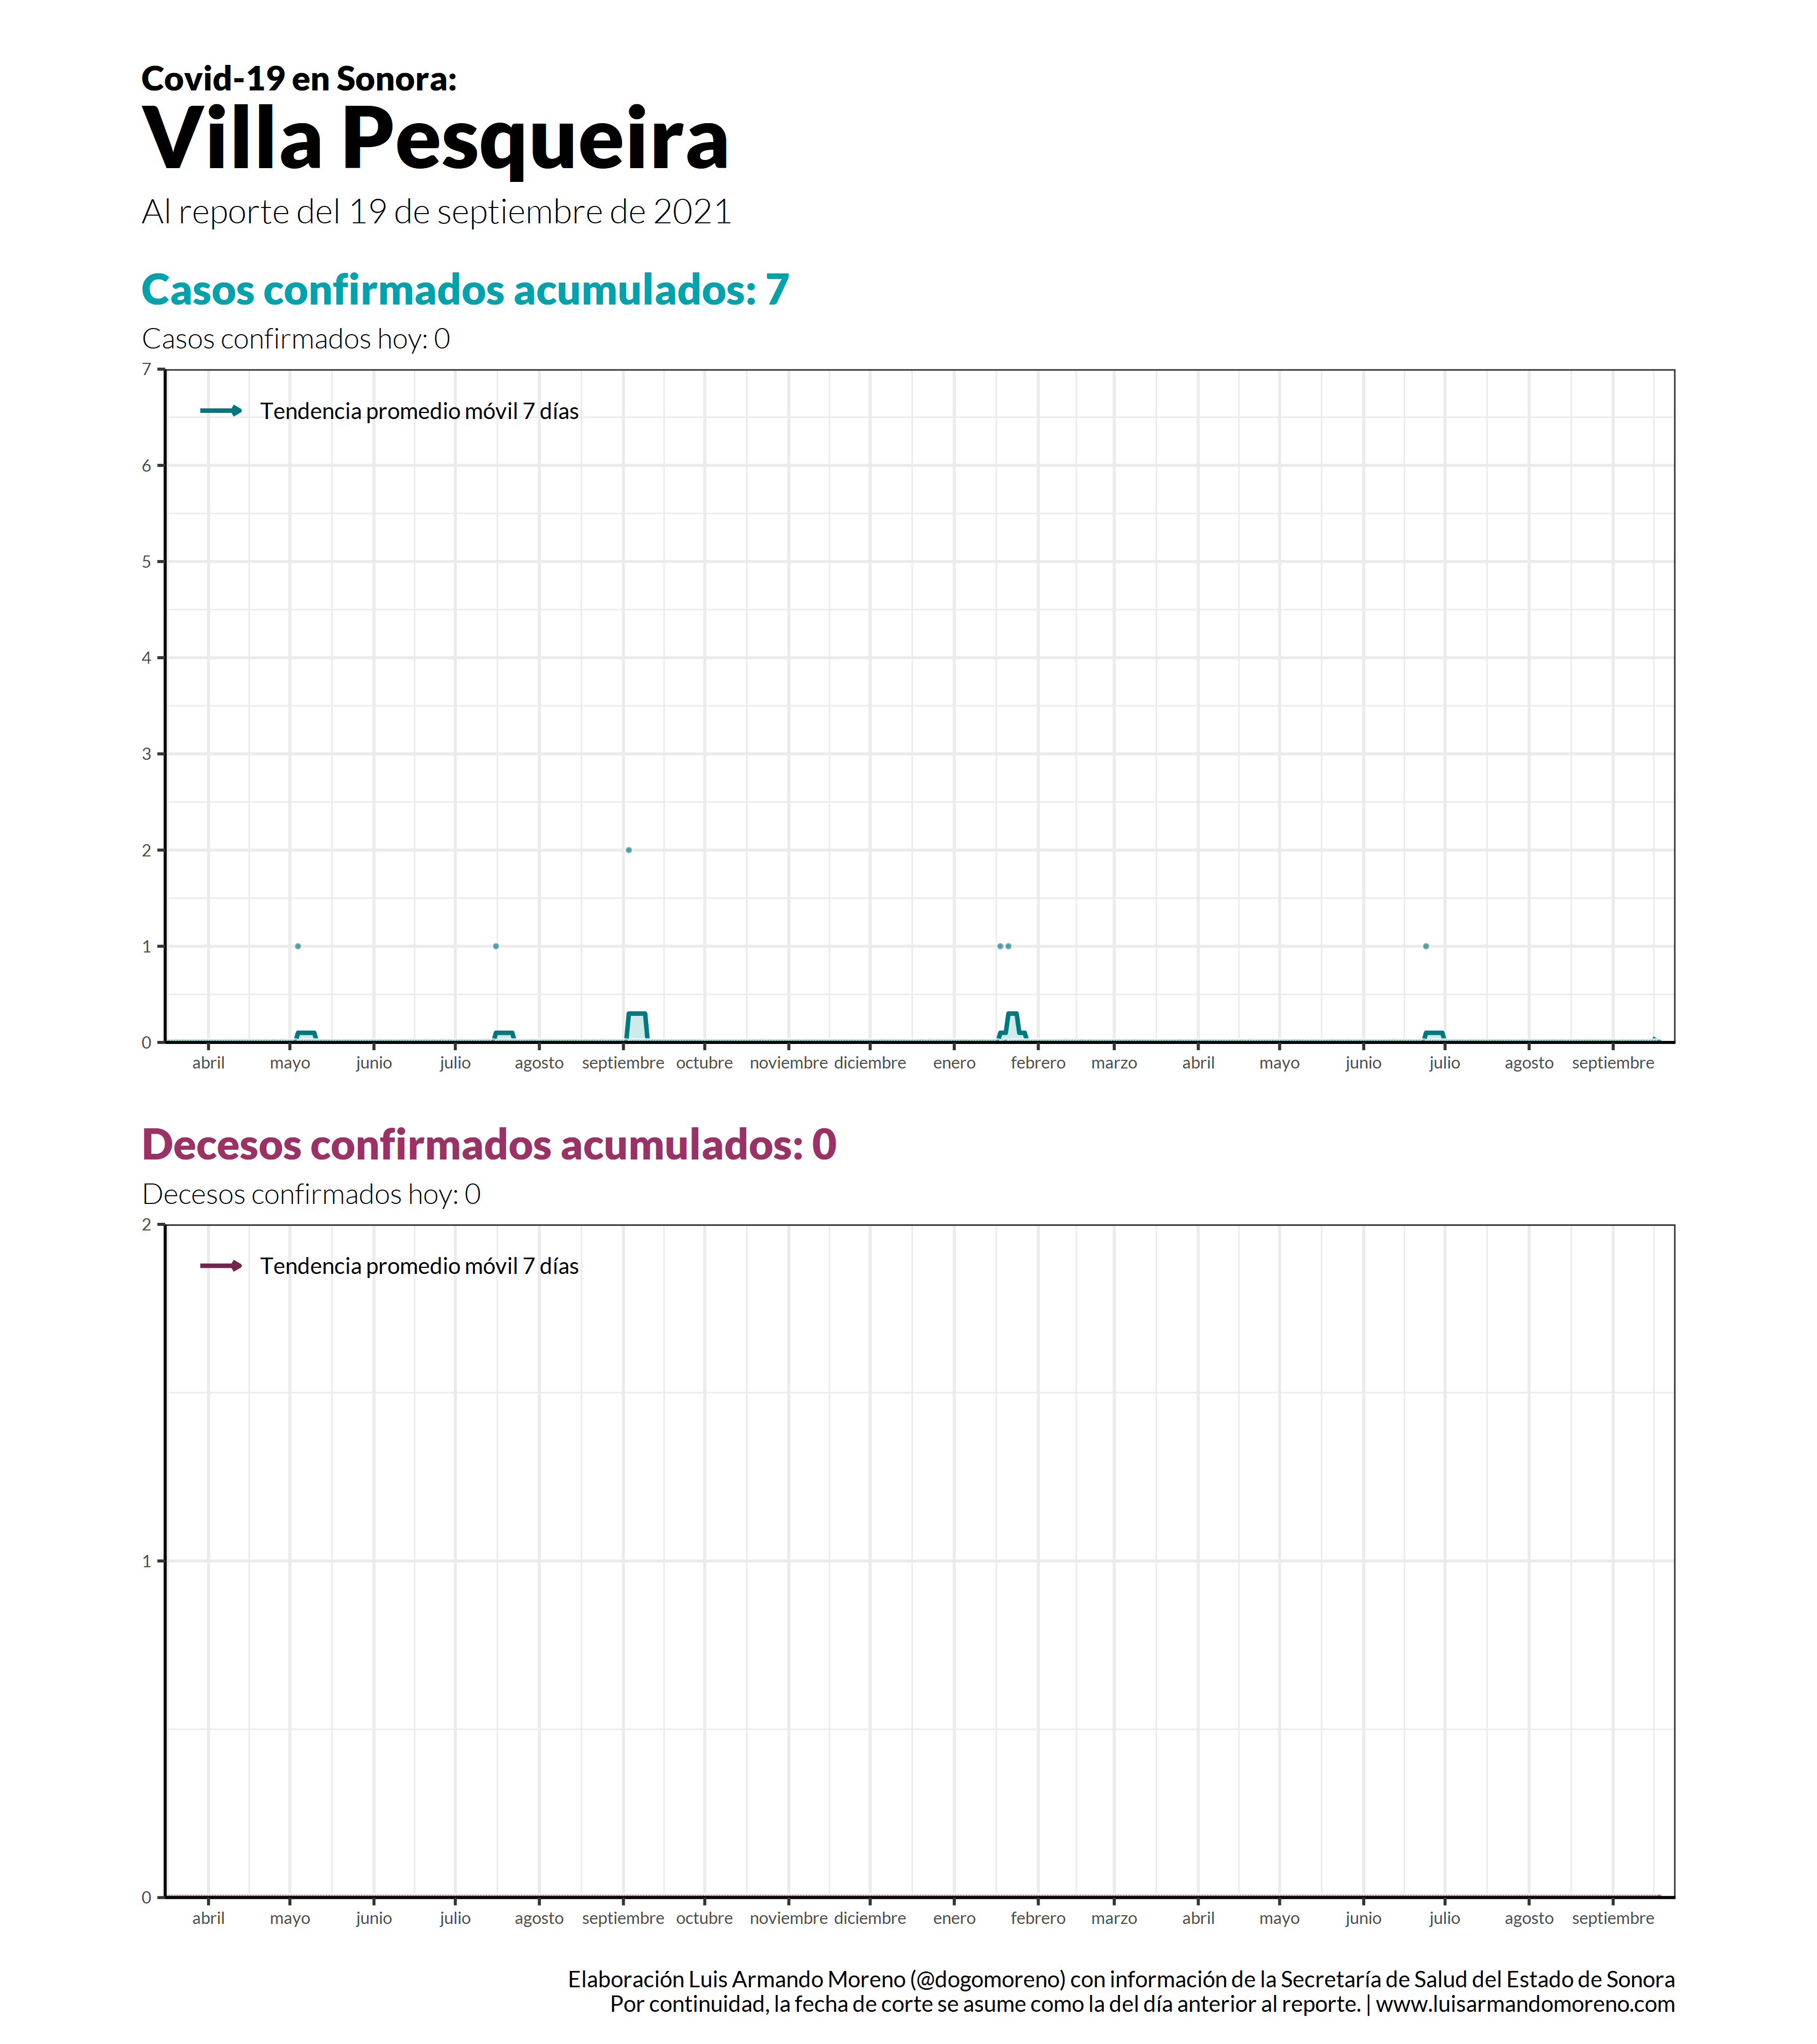 Covid-19 en Sonora:
Villa Pesqueira
Al reporte del 19 de septiembre de 2021
Casos confirmados acumulados: 7
Casos confirmados hoy: 0
7
Tendencia promedio móvil 7 días
6
5
4
3
2
1
0
abril mayo junio julio agosto septiembre octubre noviembre diciembre enero febrero marzo abril mayo junio julio agosto septiembre
Decesos confirmados acumulados: 0
Decesos confirmados hoy: 0
2
Tendencia promedio móvil 7 días
1
0
abril mayo junio julio agosto septiembre octubre noviembre diciembre enero febrero marzo abril mayo junio julio agosto septiembre
Elaboración Luis Armando Moreno (@dogomoreno) con información de la Secretaría de Salud del Estado de Sonora
Por continuidad, la fecha de corte se asume como la del día anterior al reporte. | www.luisarmandomoreno.com